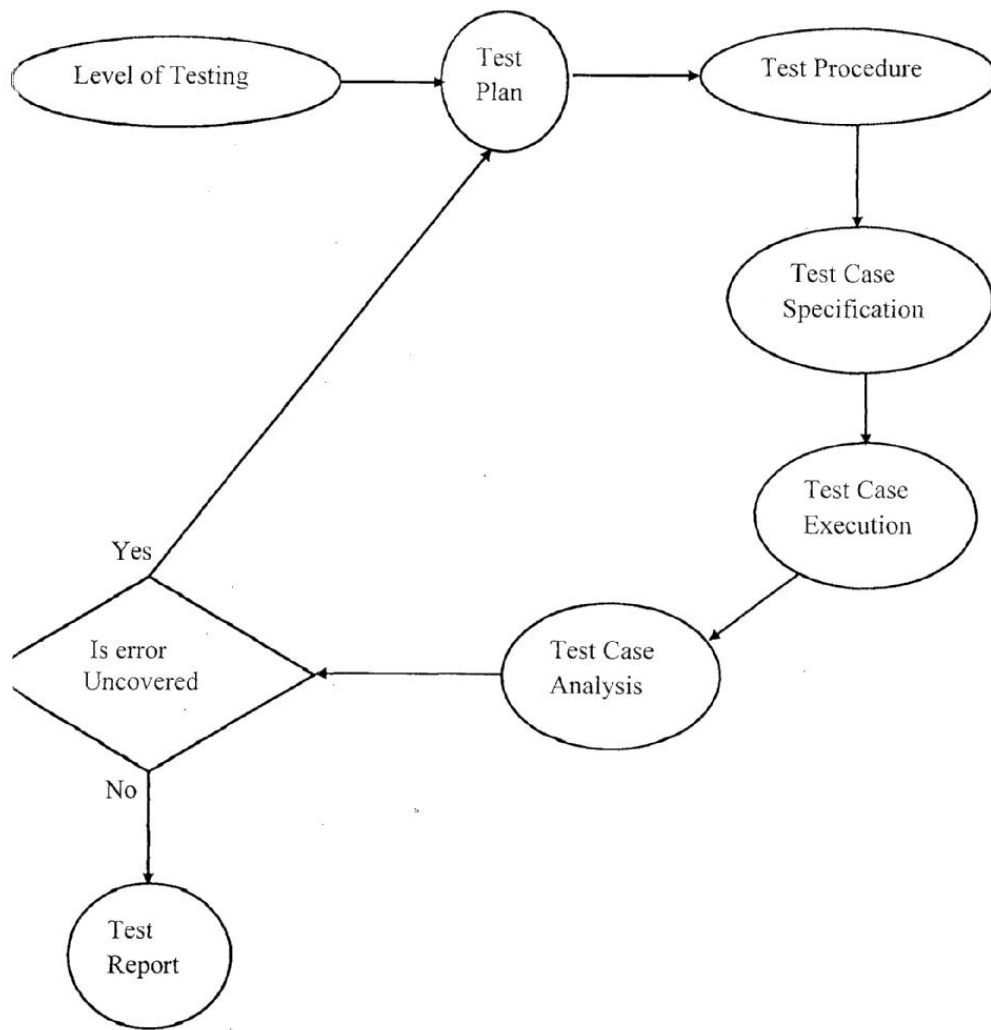 Level of Testing
Test
Plan
Test Procedure
Test Case
Specification
Test Case
Execution
Test Case
Analysis
Yes
Is error
Uncovered
No
Test
Report